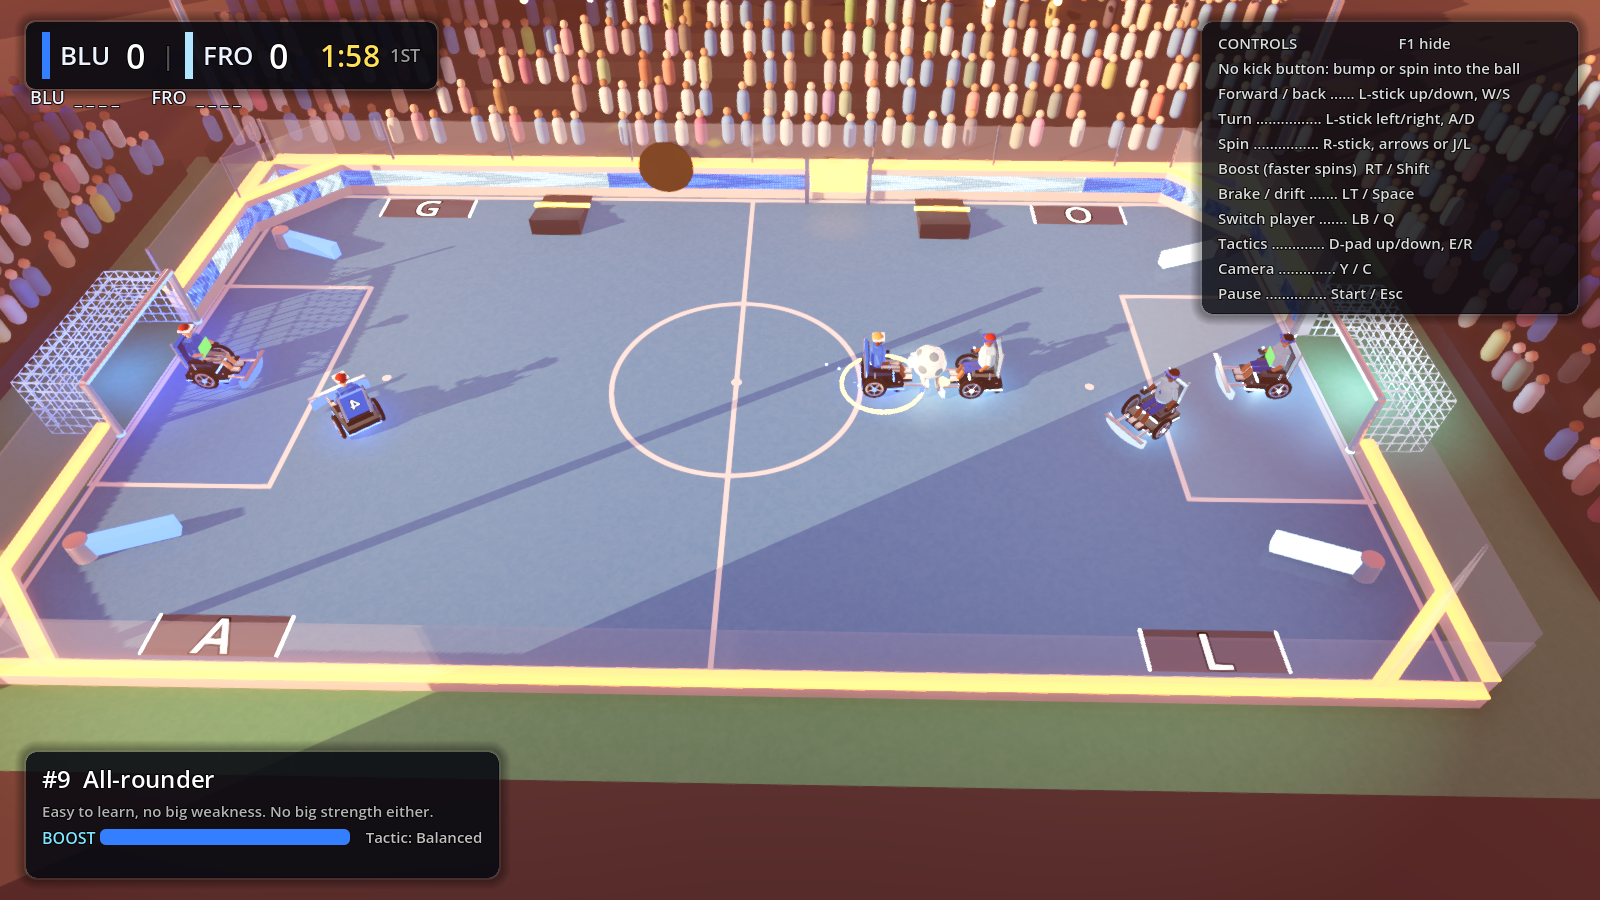 BLU 0 | FRO 0 1:58 1ST
BLU _ _ _ _ FRO _ _ _ _
CONTROLS F1 hide
No kick button: bump or spin into the ball
Forward / back ...... L-stick up/down, W/S
Turn ............... L-stick left/right, A/D
Spin ............... R-stick, arrows or J/L
Boost (faster spins) RT / Shift
Brake / drift ....... LT / Space
Switch player ....... LB / Q
Tactics ............. D-pad up/down, E/R
Camera ............. Y / C
Pause .............. Start / Esc
G
O
4
A
L
#9 All-rounder
Easy to learn, no big weakness. No big strength either.
BOOST Tactic: Balanced